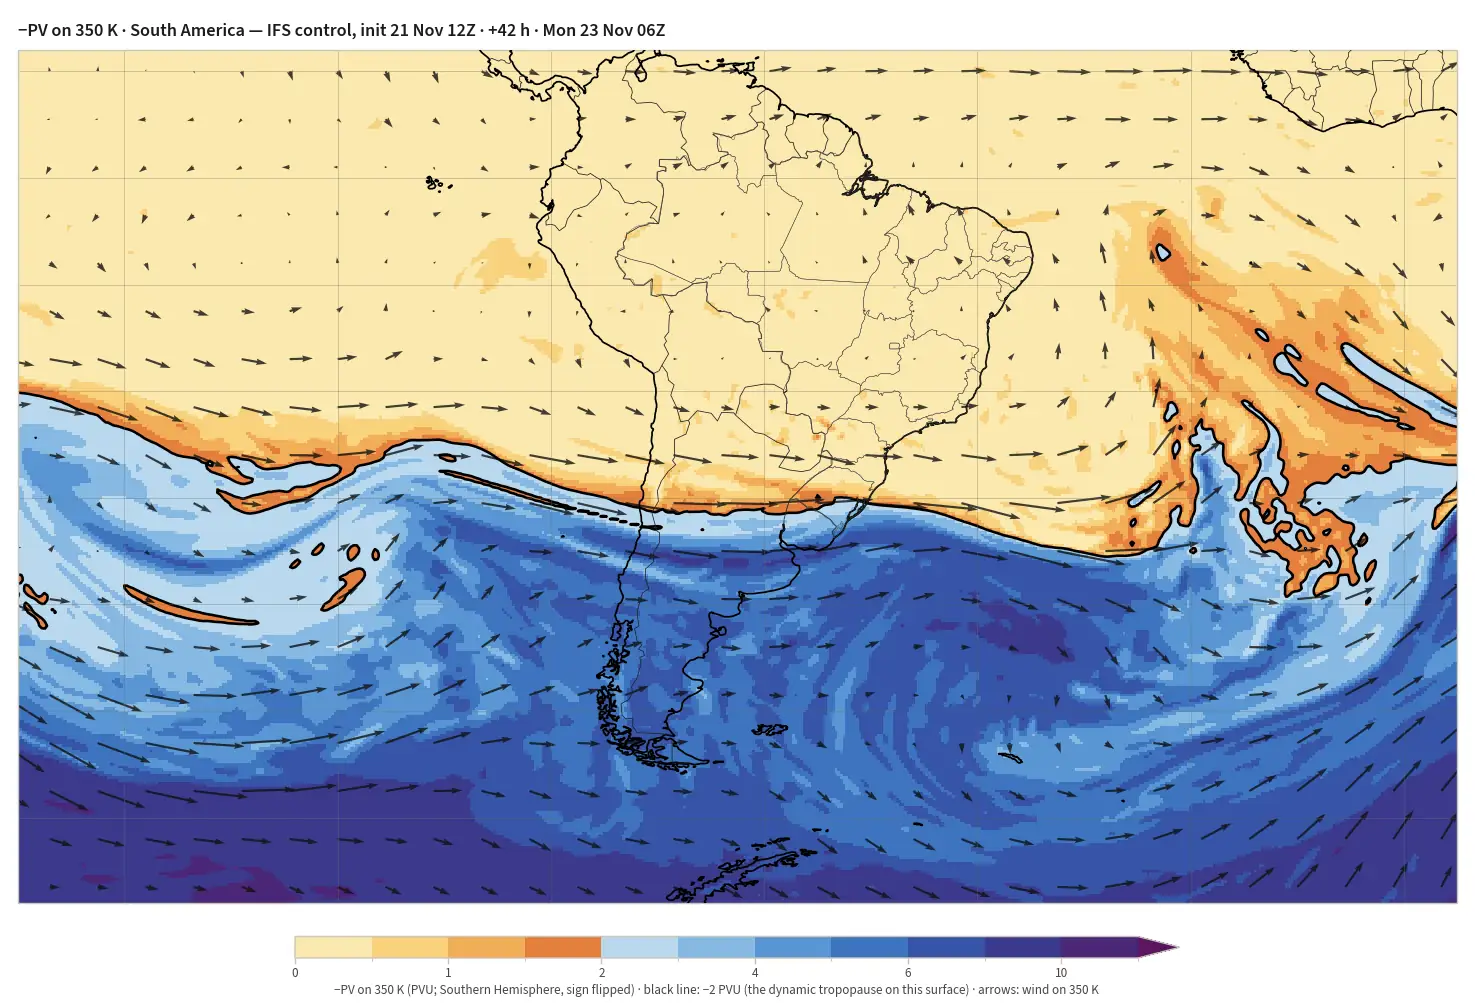 −PV on 350 K · South America — IFS control, init 21 Nov 12Z · +42 h · Mon 23 Nov 06Z
0 1 2 4 6 10
−PV on 350 K (PVU; Southern Hemisphere, sign flipped) · black line: −2 PVU (the dynamic tropopause on this surface) · arrows: wind on 350 K